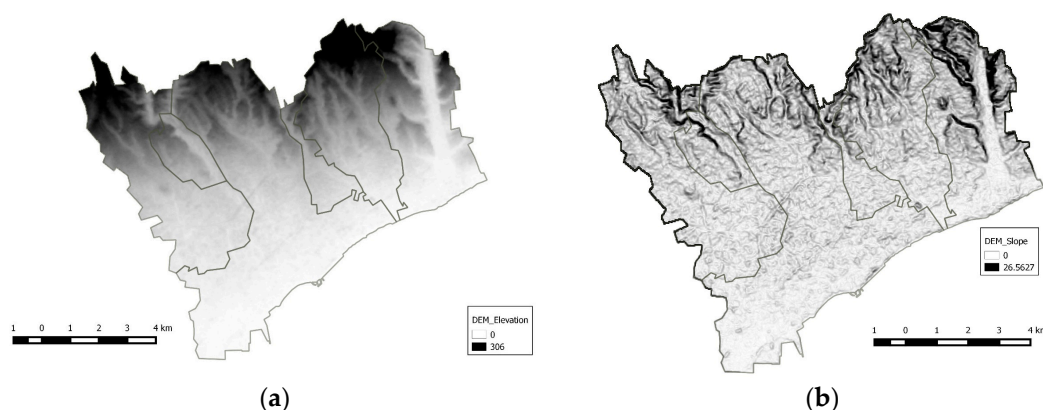 DEM_Elevation
0
306
1 0 1 2 3 4 km
(a)
DEM_Slope
0
26.5627
1 0 1 2 3 4 km
(b)